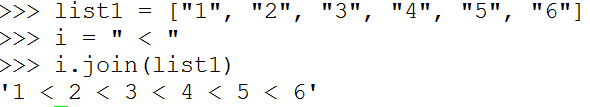 >>> list1 = ["1", "2", "3", "4", "5", "6"]
>>> i = " < "
>>> i.join(list1)
'1 < 2 < 3 < 4 < 5 < 6'